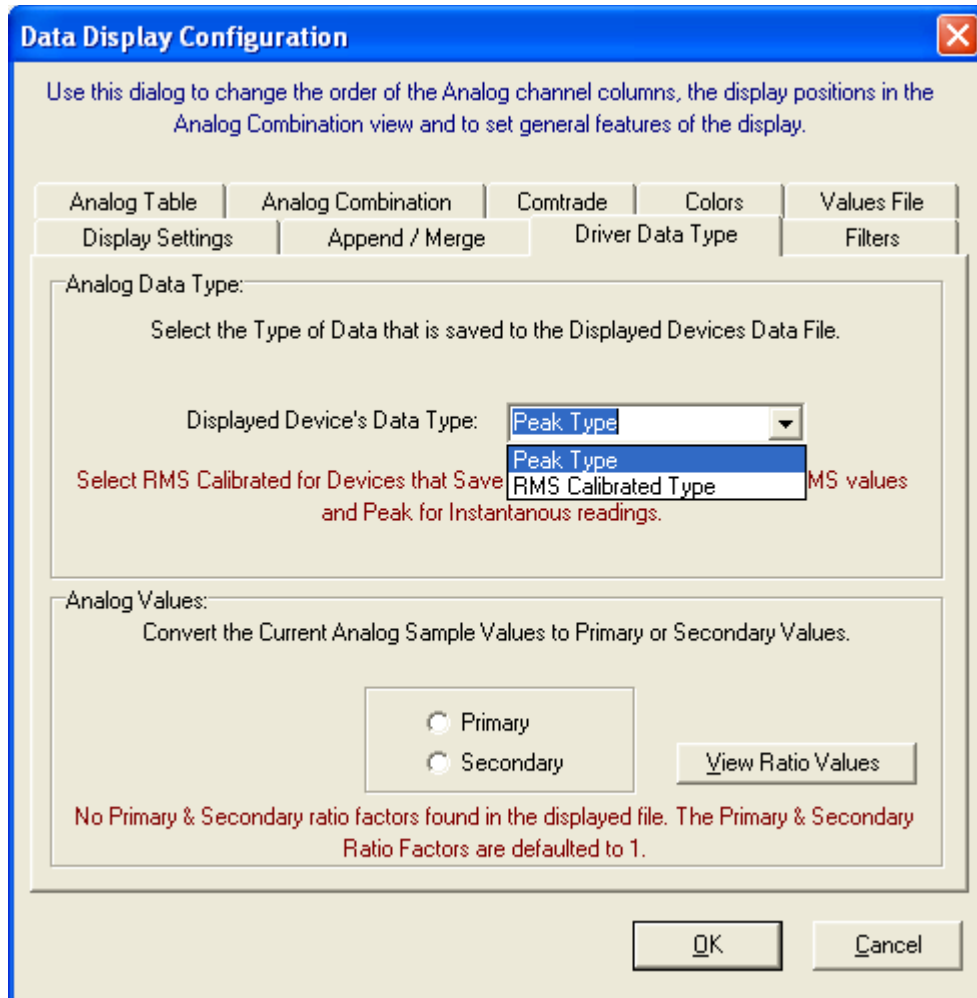 Data Display Configuration
Use this dialog to change the order of the Analog channel columns, the display positions in the
Analog Combination view and to set general features of the display.
Analog Table Analog Combination Comtrade Colors Values File
Display Settings Append / Merge Driver Data Type Filters
Analog Data Type:
Select the Type of Data that is saved to the Displayed Devices Data File.
Displayed Device's Data Type: Peak Type
Peak Type
Select RMS Calibrated for Devices that Save RMS Calibrated Type MS values
and Peak for Instantanous readings.
Analog Values:
Convert the Current Analog Sample Values to Primary or Secondary Values.
Primary
Secondary
View Ratio Values
No Primary & Secondary ratio factors found in the displayed file. The Primary & Secondary
Ratio Factors are defaulted to 1.
OK Cancel